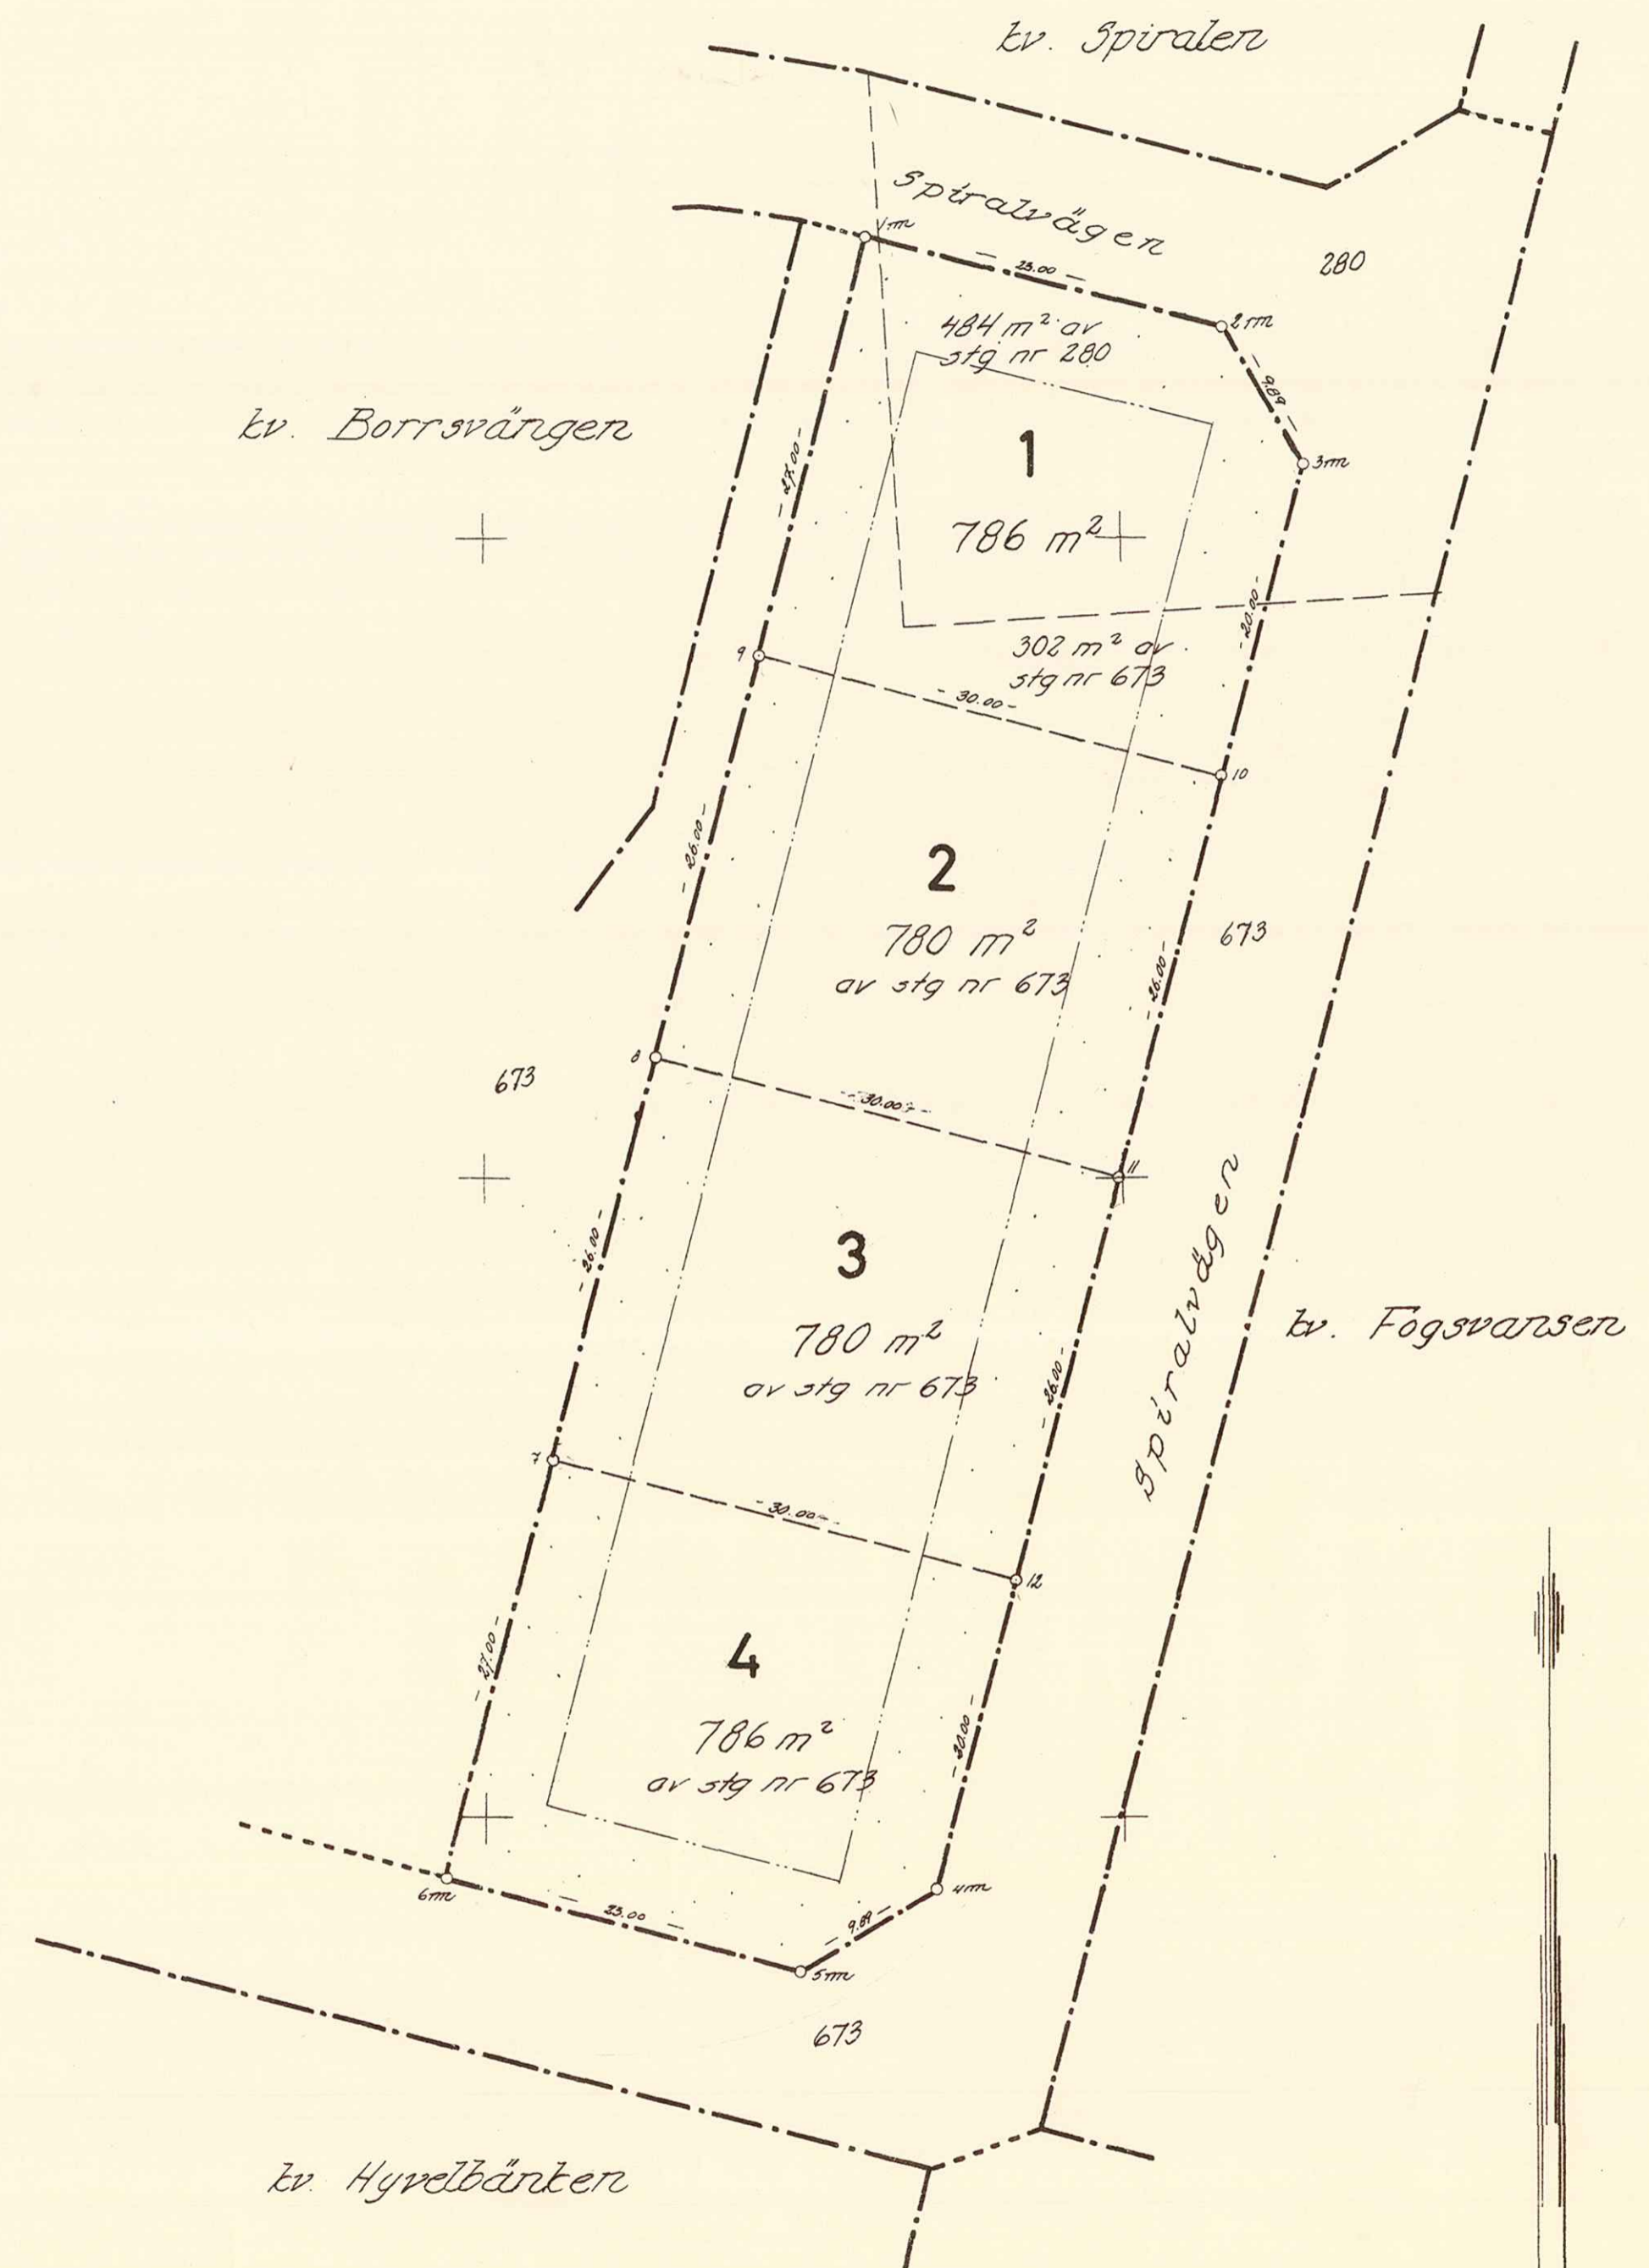 kv. Spiralen
Spiralvägen
1m
23.00
280
2m
484 m² av
stg nr 280
9.89
kv. Borrsvängen
27.00
1
3m
786 m²
20.00
302 m² av
stg nr 673
9
30.00
10
26.00
2
780 m²
av stg nr 673
673
26.00
8
673
30.00
11
Spiralvägen
26.00
3
kv. Fogsvansen
780 m²
av stg nr 673
26.00
7
30.00
12
27.00
4
786 m²
av stg nr 673
20.00
6m
23.00
9.89
4m
5m
673
kv. Hyvelbänken